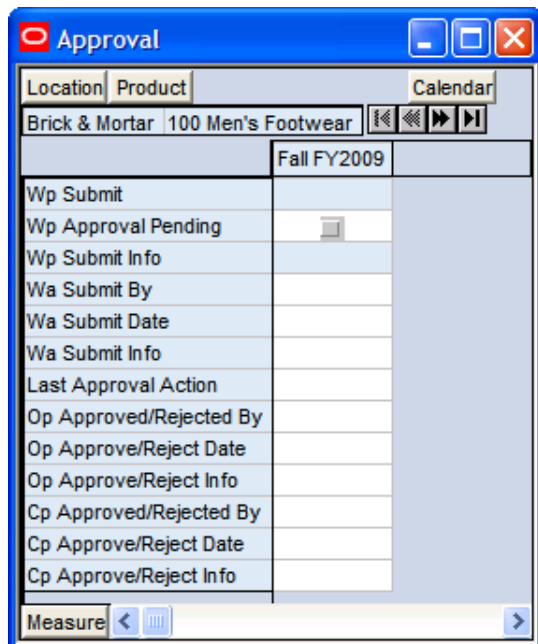 Approval
Location Product Calendar
Brick & Mortar 100 Men's Footwear
Fall FY2009
Wp Submit
Wp Approval Pending
Wp Submit Info
Wa Submit By
Wa Submit Date
Wa Submit Info
Last Approval Action
Op Approved/Rejected By
Op Approve/Reject Date
Op Approve/Reject Info
Cp Approved/Rejected By
Cp Approve/Reject Date
Cp Approve/Reject Info
Measure